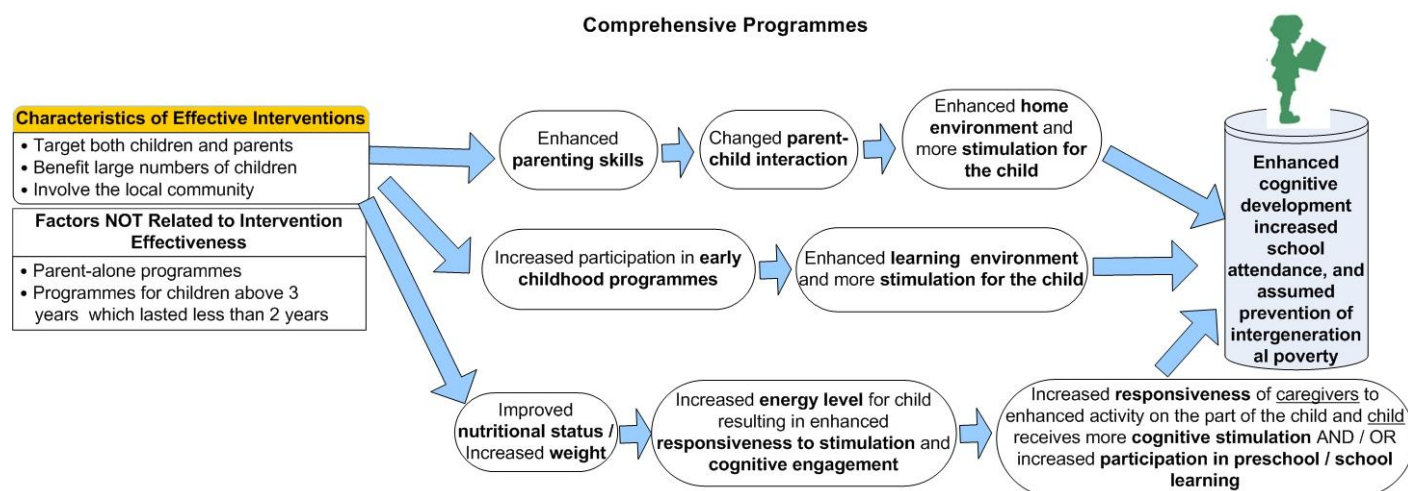 Comprehensive Programmes
Characteristics of Effective Interventions
• Target both children and parents
• Benefit large numbers of children
• Involve the local community
Factors NOT Related to Intervention
Effectiveness
• Parent-alone programmes
• Programmes for children above 3
years which lasted less than 2 years
Enhanced
parenting skills
Changed parent-
child interaction
Enhanced home
environment and
more stimulation for
the child
Increased participation in early
childhood programmes
Enhanced learning environment
and more stimulation for the child
Improved
nutritional status /
Increased weight
Increased energy level for child
resulting in enhanced
responsiveness to stimulation and
cognitive engagement
Increased responsiveness of caregivers to
enhanced activity on the part of the child and child
receives more cognitive stimulation AND / OR
increased participation in preschool / school
learning
Enhanced
cognitive
development
increased
school
attendance, and
assumed
prevention of
intergeneration
al poverty